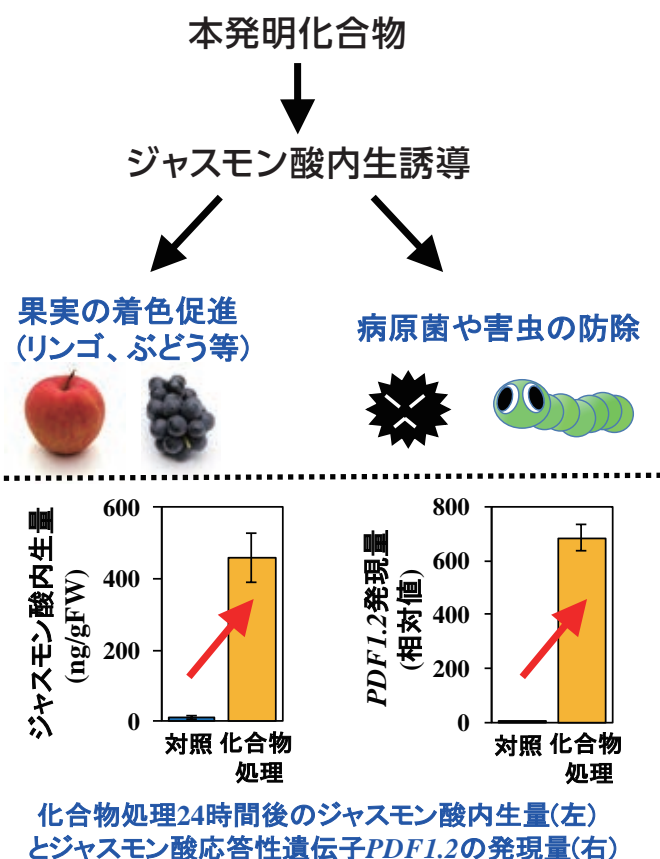 本発明化合物
ジャスモン酸内生誘導
果実の着色促進
(リンゴ、ぶどう等)
病原菌や害虫の防除
ジャスモン酸内生量
(ng/gFW)
600
400
200
0
対照 化合物
処理
PDF1.2発現量
(相対値)
800
600
400
200
0
対照 化合物
処理
化合物処理24時間後のジャスモン酸内生量(左)
とジャスモン酸応答性遺伝子PDF1.2の発現量(右)